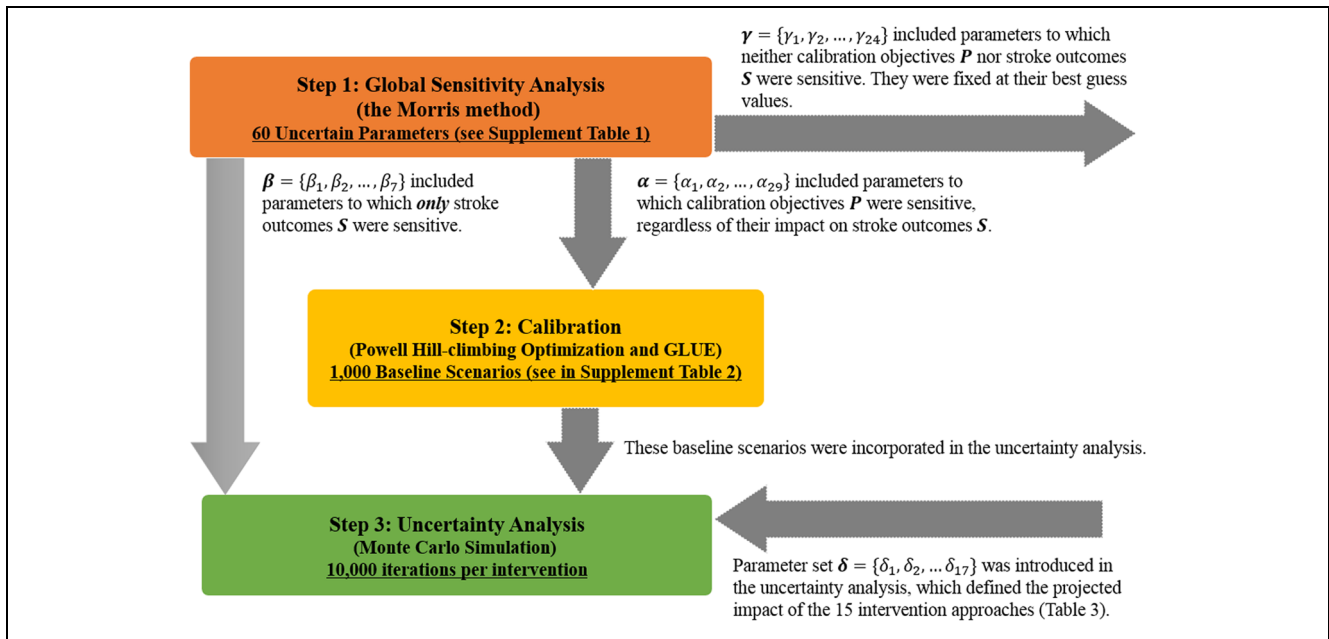 Step 1: Global Sensitivity Analysis
(the Morris method)
60 Uncertain Parameters (see Supplement Table 1)
γ = {γ₁, γ₂, …, γ₂₄} included parameters to which
neither calibration objectives P nor stroke outcomes
S were sensitive. They were fixed at their best guess
values.
β = {β₁, β₂, …, β₇} included
parameters to which only stroke
outcomes S were sensitive.
α = {α₁, α₂, …, α₂₉} included parameters to
which calibration objectives P were sensitive,
regardless of their impact on stroke outcomes S.
Step 2: Calibration
(Powell Hill-climbing Optimization and GLUE)
1,000 Baseline Scenarios (see in Supplement Table 2)
These baseline scenarios were incorporated in the uncertainty analysis.
Step 3: Uncertainty Analysis
(Monte Carlo Simulation)
10,000 iterations per intervention
Parameter set δ = {δ₁, δ₂, … δ₁₇} was introduced in
the uncertainty analysis, which defined the projected
impact of the 15 intervention approaches (Table 3).